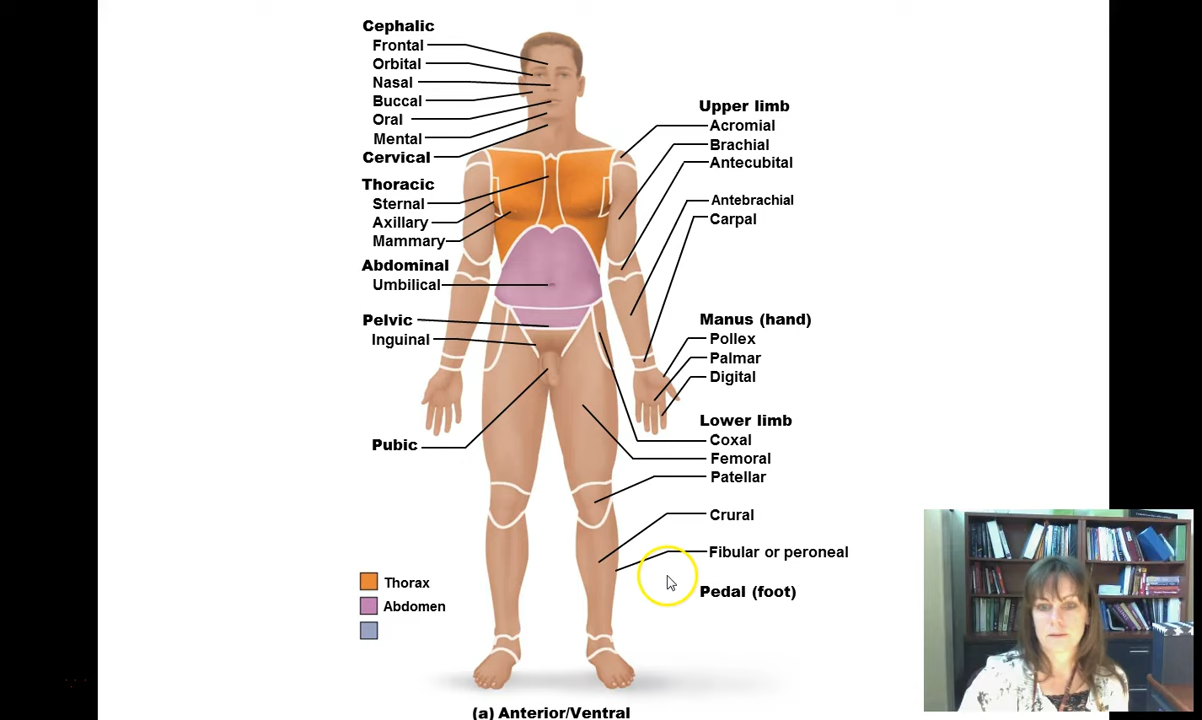 Cephalic
Frontal
Orbital
Nasal
Buccal
Oral
Mental
Cervical
Thoracic
Sternal
Axillary
Mammary
Abdominal
Umbilical
Pelvic
Inguinal
Pubic
Thorax
Abdomen
Upper limb
Acromial
Brachial
Antecubital
Antebrachial
Carpal
Manus (hand)
Pollex
Palmar
Digital
Lower limb
Coxal
Femoral
Patellar
Crural
Fibular or peroneal
Pedal (foot)
(a) Anterior/Ventral